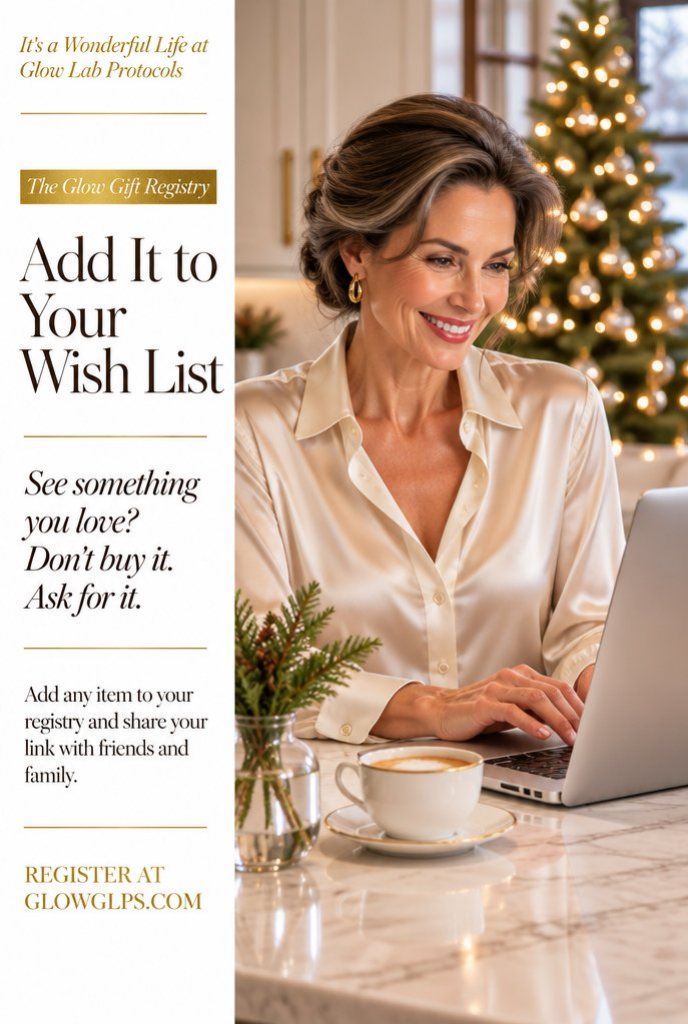 It's a Wonderful Life at
Glow Lab Protocols
The Glow Gift Registry
Add It to
Your
Wish List
See something
you love?
Don't buy it.
Ask for it.
Add any item to your
registry and share your
link with friends and
family.
REGISTER AT
GLOWGLPS.COM